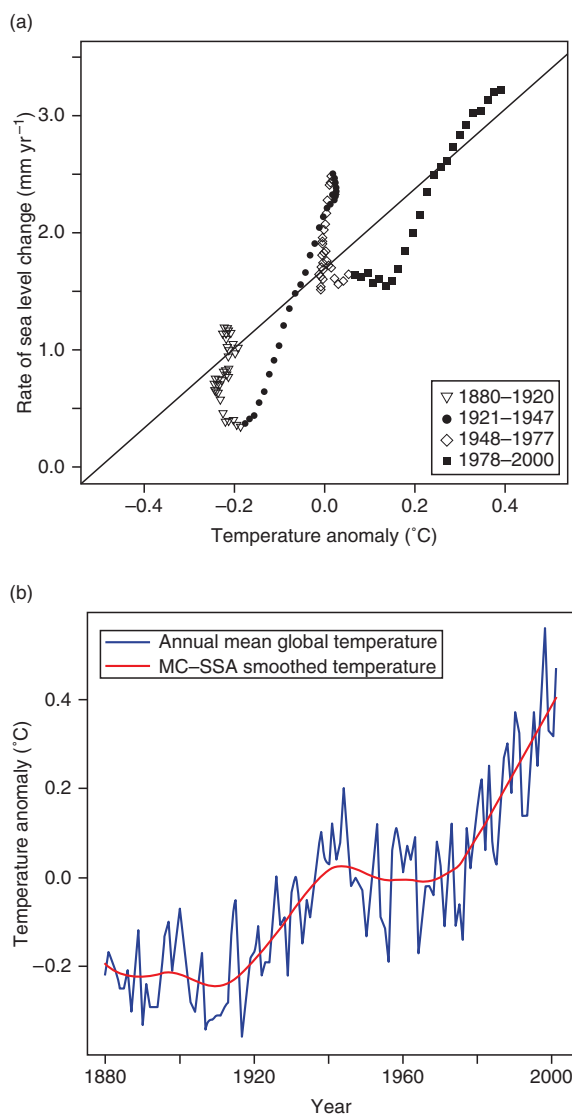 (a)
Rate of sea level change (mm yr⁻¹)
3.0
2.0
1.0
0.0
1880–1920
1921–1947
1948–1977
1978–2000
–0.4
–0.2
0.0
0.2
0.4
Temperature anomaly (˚C)
(b)
Annual mean global temperature
MC–SSA smoothed temperature
Temperature anomaly (˚C)
0.4
0.2
0.0
–0.2
1880
1920
1960
2000
Year